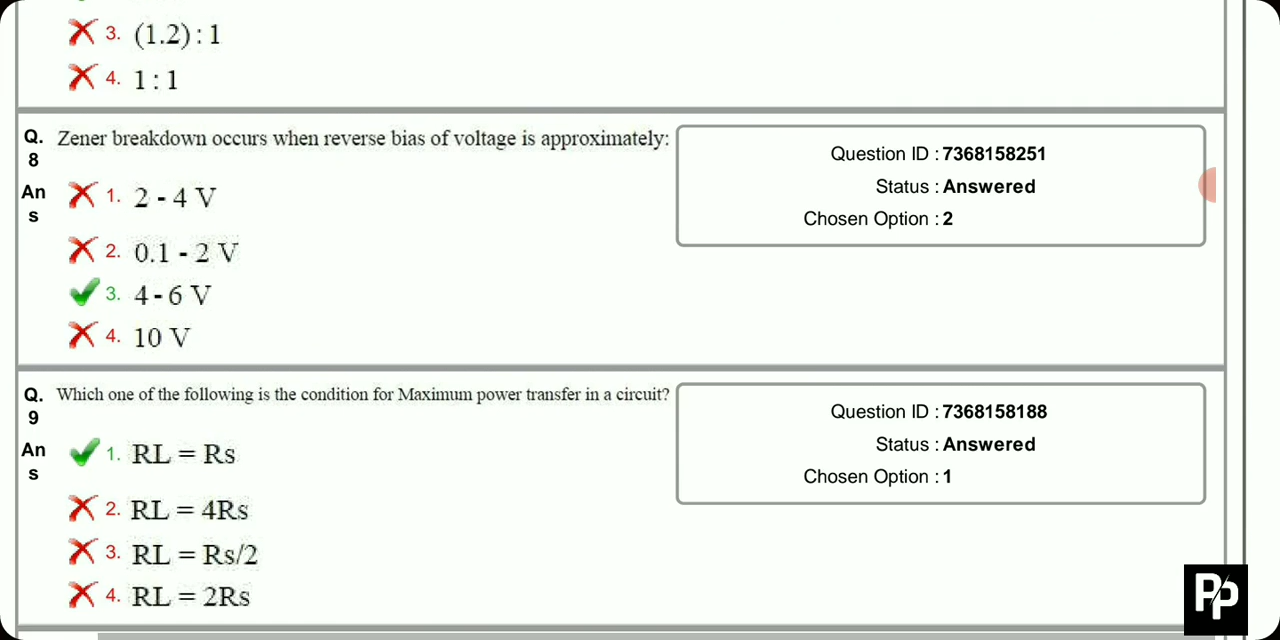 3. (1.2) : 1
4. 1 : 1
Q. 8 Zener breakdown occurs when reverse bias of voltage is approximately:
Question ID : 7368158251
Status : Answered
Chosen Option : 2
Ans
1. 2 - 4 V
2. 0.1 - 2 V
3. 4 - 6 V
4. 10 V
Q. 9 Which one of the following is the condition for Maximum power transfer in a circuit?
Question ID : 7368158188
Status : Answered
Chosen Option : 1
Ans
1. RL = Rs
2. RL = 4Rs
3. RL = Rs/2
4. RL = 2Rs
Pp